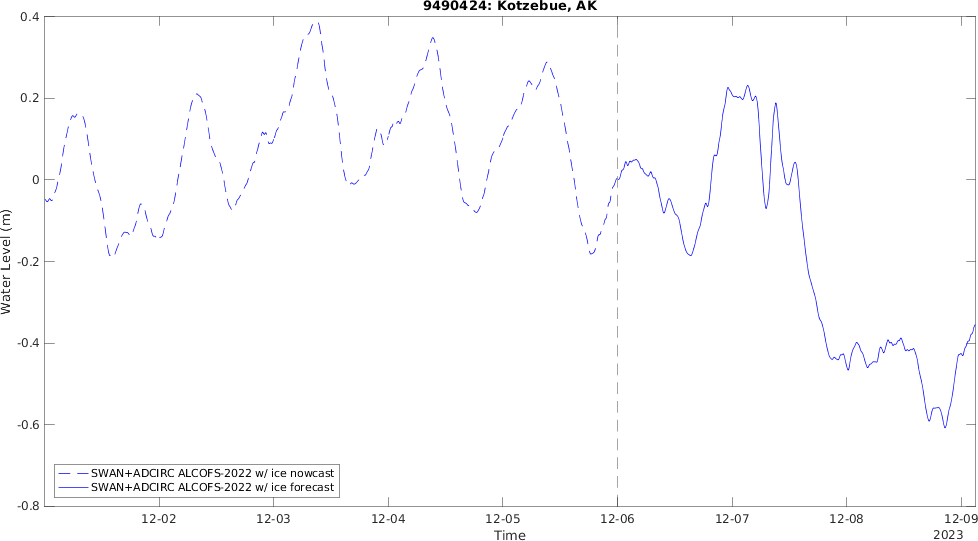 9490424: Kotzebue, AK
0.4
0.2
0
-0.2
-0.4
-0.6
-0.8
Water Level (m)
SWAN+ADCIRC ALCOFS-2022 w/ ice nowcast
SWAN+ADCIRC ALCOFS-2022 w/ ice forecast
12-02 12-03 12-04 12-05 12-06 12-07 12-08 12-09
2023
Time